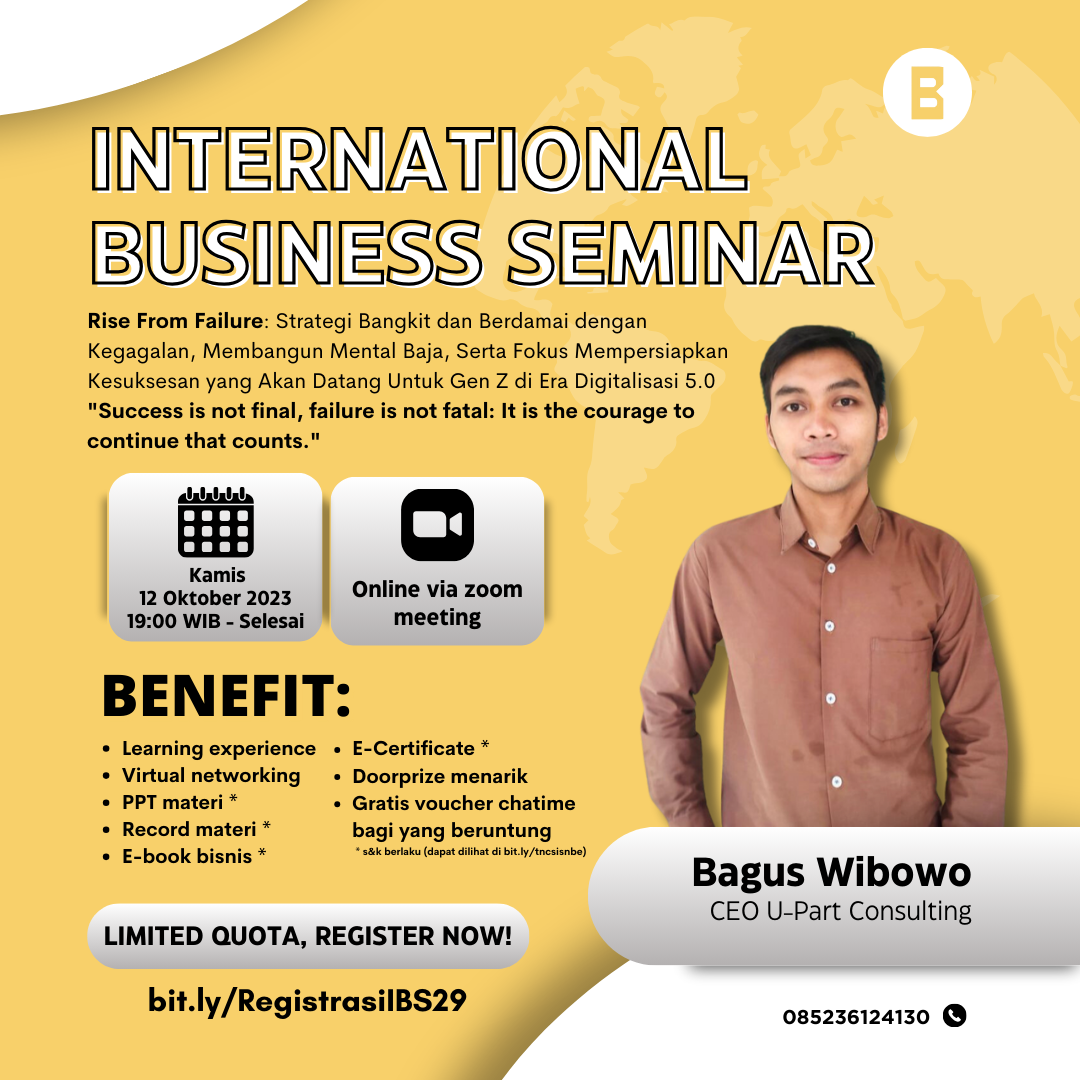 B
INTERNATIONAL
BUSINESS SEMINAR
Rise From Failure: Strategi Bangkit dan Berdamai dengan
Kegagalan, Membangun Mental Baja, Serta Fokus Mempersiapkan
Kesuksesan yang Akan Datang Untuk Gen Z di Era Digitalisasi 5.0
"Success is not final, failure is not fatal: It is the courage to
continue that counts."
Kamis
12 Oktober 2023
19:00 WIB - Selesai
Online via zoom
meeting
BENEFIT:
• Learning experience
• Virtual networking
• PPT materi *
• Record materi *
• E-book bisnis *
• E-Certificate *
• Doorprize menarik
• Gratis voucher chatime
bagi yang beruntung
* s&k berlaku (dapat dilihat di bit.ly/tncsisnbe)
Bagus Wibowo
CEO U-Part Consulting
LIMITED QUOTA, REGISTER NOW!
bit.ly/RegistrasiIBS29
085236124130